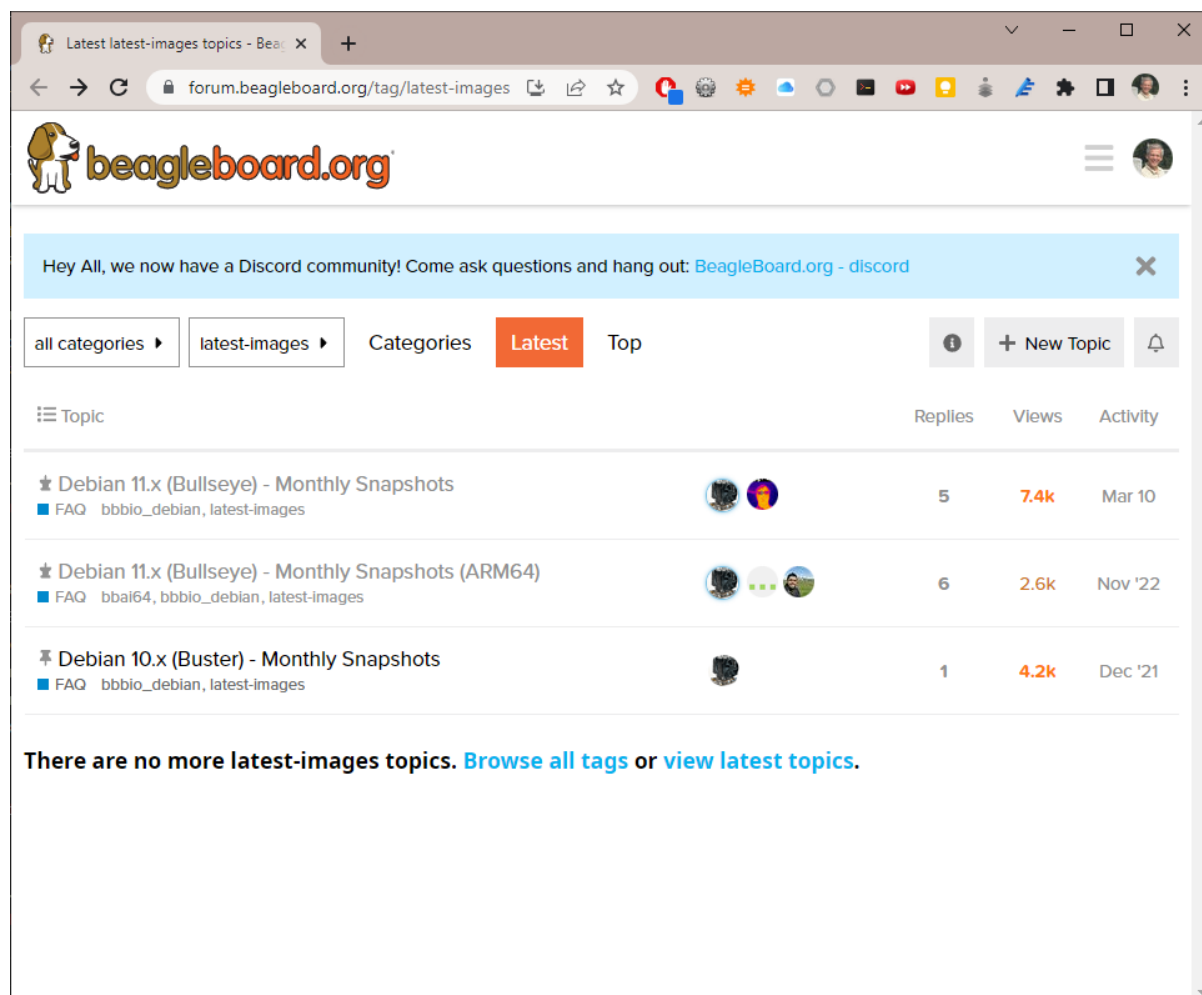 Latest latest-images topics - Beag
forum.beagleboard.org/tag/latest-images
beagleboard.org®
Hey All, we now have a Discord community! Come ask questions and hang out: BeagleBoard.org - discord
all categories latest-images Categories Latest Top + New Topic
Topic Replies Views Activity
Debian 11.x (Bullseye) - Monthly Snapshots 5 7.4k Mar 10
FAQ bbbio_debian, latest-images
Debian 11.x (Bullseye) - Monthly Snapshots (ARM64) 6 2.6k Nov '22
FAQ bbai64, bbbio_debian, latest-images
Debian 10.x (Buster) - Monthly Snapshots 1 4.2k Dec '21
FAQ bbbio_debian, latest-images
There are no more latest-images topics. Browse all tags or view latest topics.